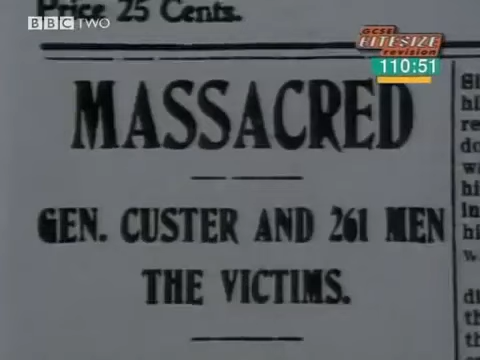 Price 25 Cents.
BBC TWO
GCSE
BITESIZE
revision
110:51
MASSACRED
GEN. CUSTER AND 261 MEN
THE VICTIMS.